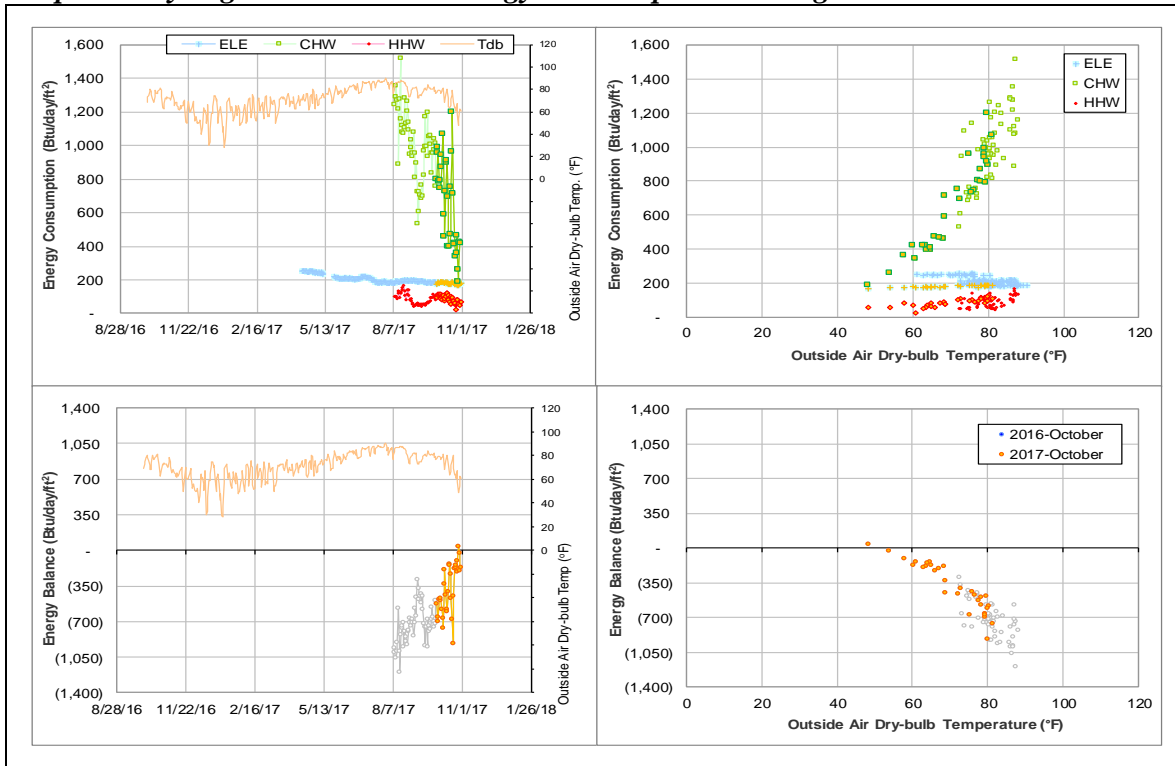 ELE CHW HHW Tdb
Energy Consumption (Btu/day/ft²)
1,600
1,400
1,200
1,000
800
600
400
200
-
120
100
80
60
40
20
0
Outside Air Dry-bulb Temp. (°F)
8/28/16 11/22/16 2/16/17 5/13/17 8/7/17 11/1/17 1/26/18
Energy Consumption (Btu/day/ft²)
1,600
1,400
1,200
1,000
800
600
400
200
-
ELE
CHW
HHW
0 20 40 60 80 100 120
Outside Air Dry-bulb Temperature (°F)
Energy Balance (Btu/day/ft²)
1,400
1,050
700
350
-
(350)
(700)
(1,050)
(1,400)
120
100
80
60
40
20
0
Outside Air Dry-bulb Temp (°F)
8/28/16 11/22/16 2/16/17 5/13/17 8/7/17 11/1/17 1/26/18
Energy Balance (Btu/day/ft²)
1,400
1,050
700
350
-
(350)
(700)
(1,050)
(1,400)
2016-October
2017-October
0 20 40 60 80 100 120
Outside Air Dry-bulb Temperature (°F)